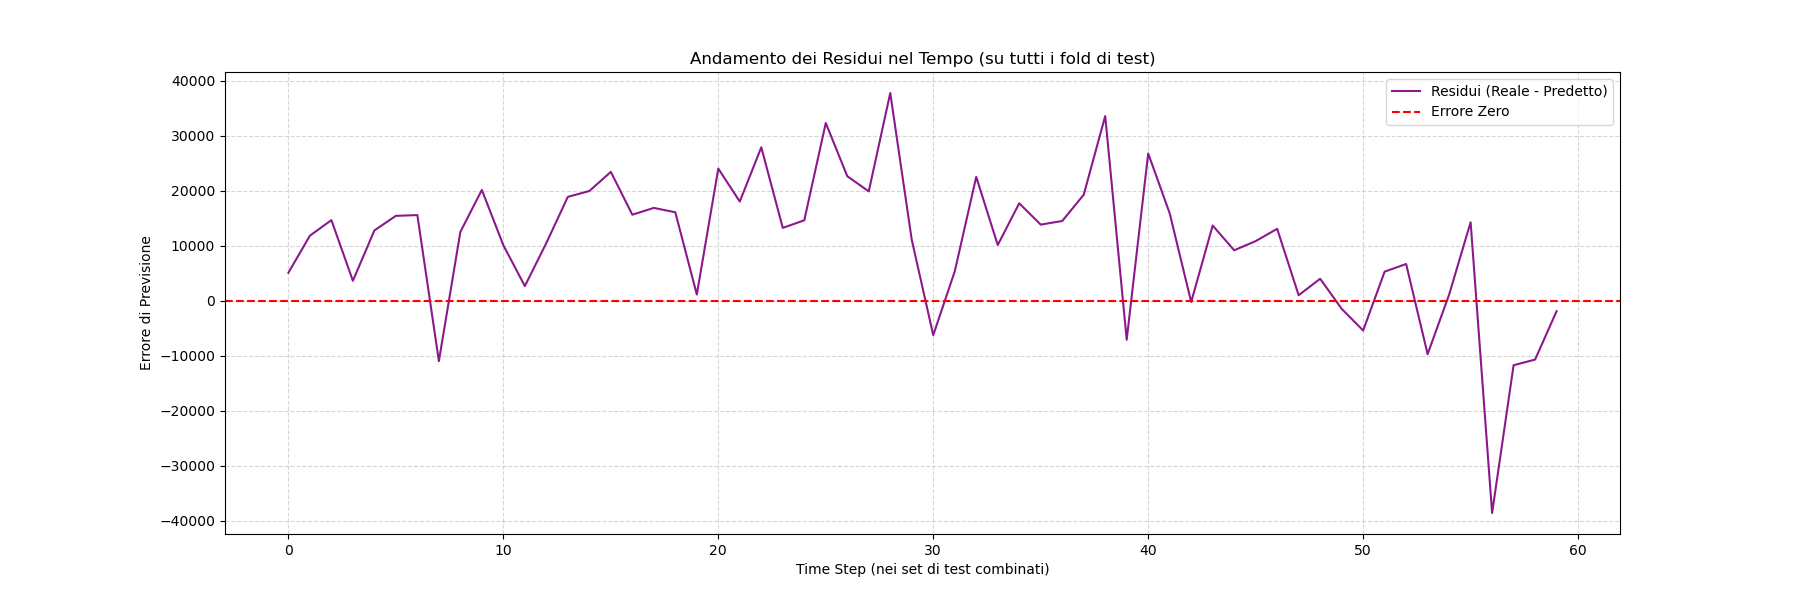 Andamento dei Residui nel Tempo (su tutti i fold di test)
Residui (Reale - Predetto)
Errore Zero
Errore di Previsione
40000
30000
20000
10000
0
−10000
−20000
−30000
−40000
0 10 20 30 40 50 60
Time Step (nei set di test combinati)